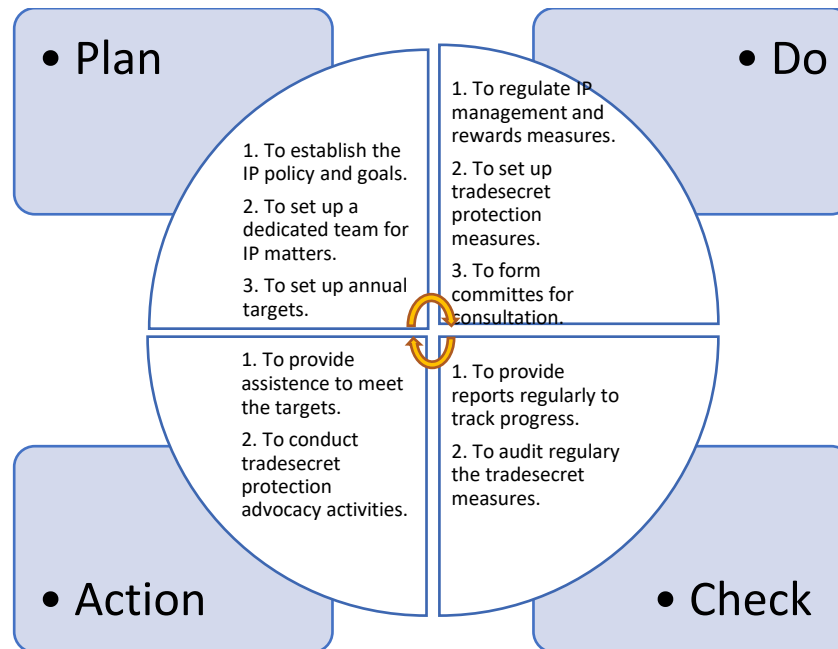 • Plan
1. To establish the
IP policy and goals.
2. To set up a
dedicated team for
IP matters.
3. To set up annual
targets.
• Do
1. To regulate IP
management and
rewards measures.
2. To set up
tradesecret
protection
measures.
3. To form
committes for
consultation.
1. To provide
assistence to meet
the targets.
2. To conduct
tradesecret
protection
advocacy activities.
• Action
1. To provide
reports regularly to
track progress.
2. To audit regulary
the tradesecret
measures.
• Check